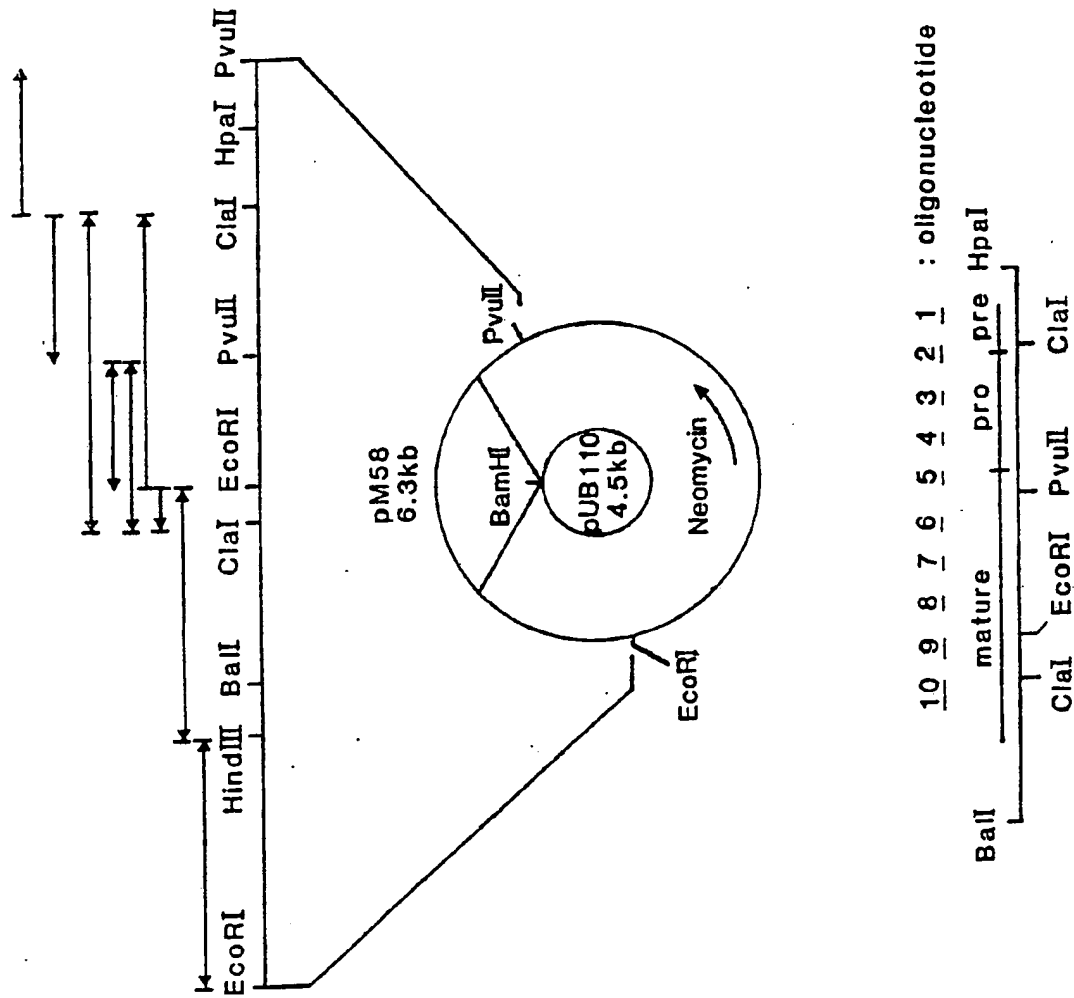 EcoRI HindIII BalI ClaI EcoRI PvuII ClaI HpaI PvuII
pM58
6.3kb
PvuII
BamHI
pUB110
4.5kb
EcoRI
Neomycin
10 9 8 7 6 5 4 3 2 1 : oligonucleotide
BalI mature pro pre HpaI
ClaI EcoRI PvuII ClaI